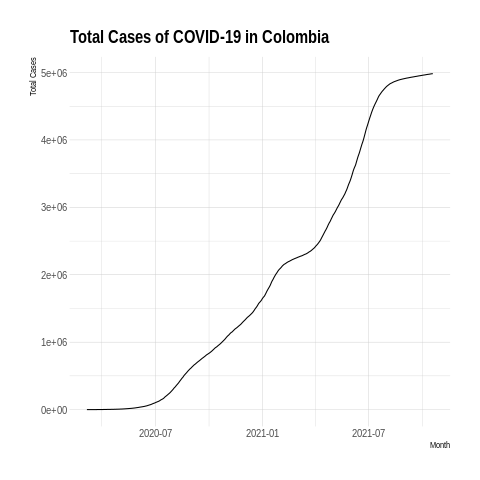 Total Cases of COVID-19 in Colombia
Total Cases
5e+06
4e+06
3e+06
2e+06
1e+06
0e+00
2020-07 2021-01 2021-07
Month